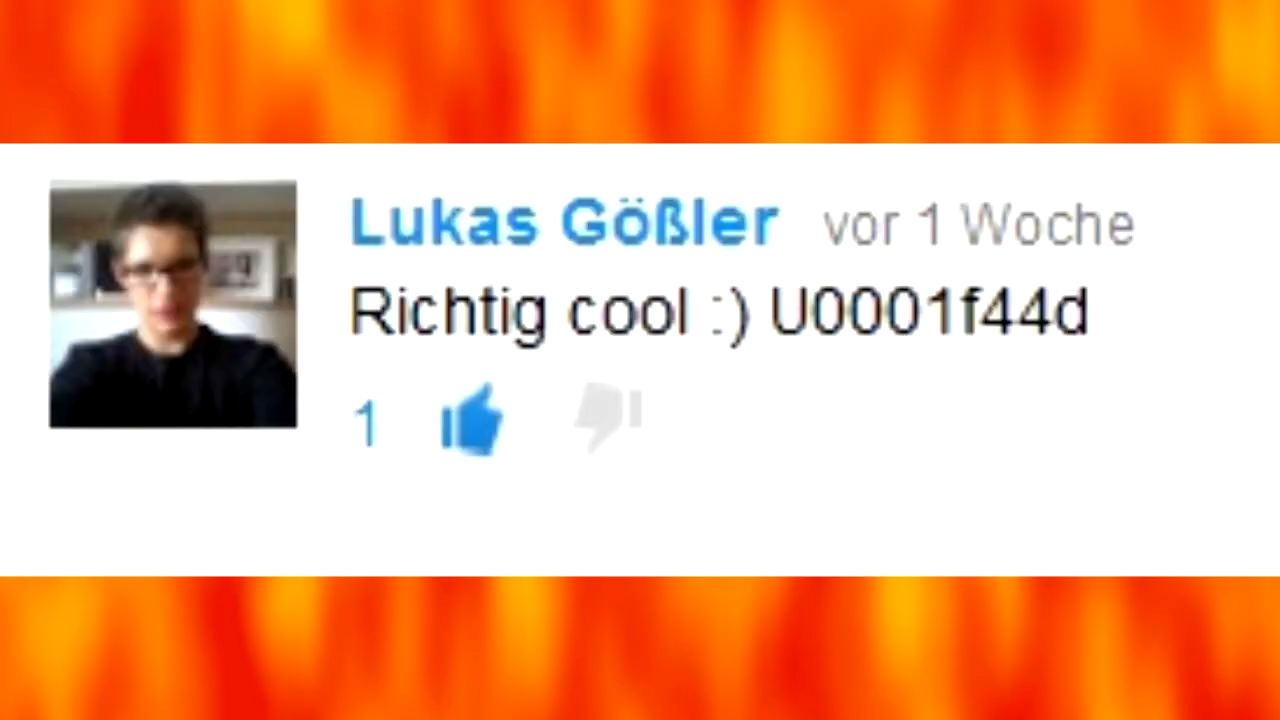 Lukas Gößler vor 1 Woche
Richtig cool :) U0001f44d
1